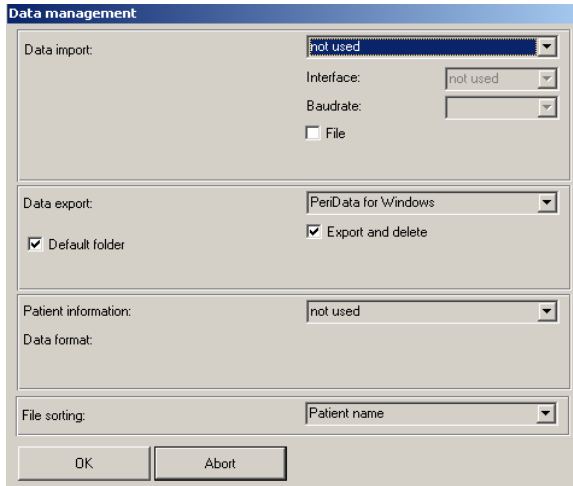 Data management
Data import:
not used
Interface:
not used
Baudrate:
File
Data export:
PeriData for Windows
Default folder
Export and delete
Patient information:
not used
Data format:
File sorting:
Patient name
OK
Abort